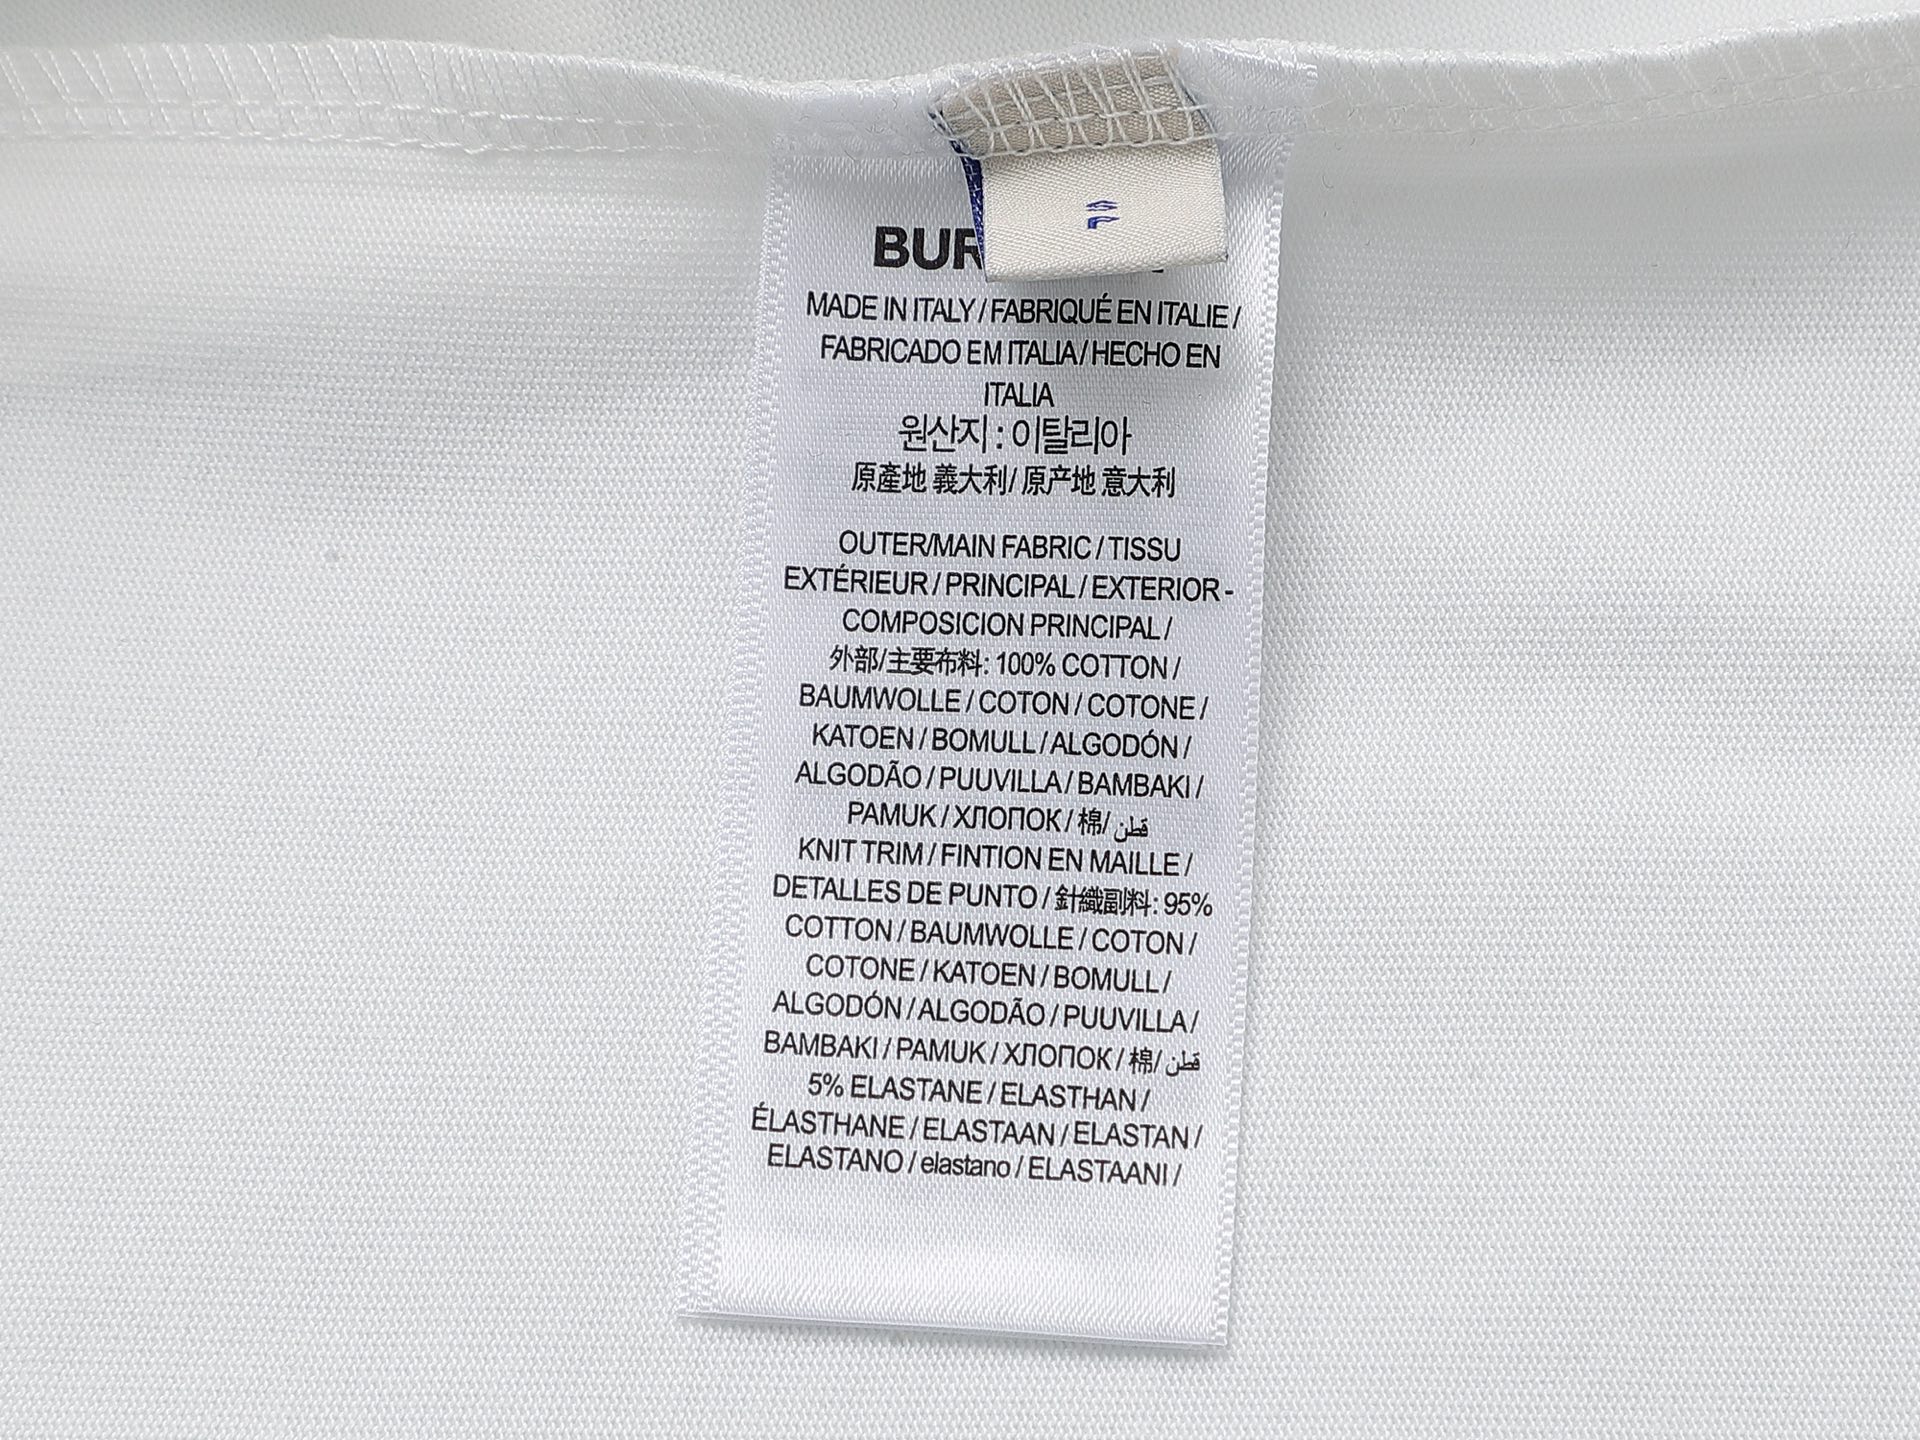 BUR
MADE IN ITALY / FABRIQUÉ EN ITALIE /
FABRICADO EM ITALIA / HECHO EN
ITALIA
원산지 : 이탈리아
原產地 義大利/ 原产地 意大利
OUTER/MAIN FABRIC / TISSU
EXTÉRIEUR / PRINCIPAL / EXTERIOR -
COMPOSICION PRINCIPAL /
外部/主要布料: 100% COTTON /
BAUMWOLLE / COTON / COTONE /
KATOEN / BOMULL / ALGODÓN /
ALGODÃO / PUUVILLA / BAMBAKI /
PAMUK / ХЛОПОК / 棉/ قطن
KNIT TRIM / FINTION EN MAILLE /
DETALLES DE PUNTO / 針織副料: 95%
COTTON / BAUMWOLLE / COTON /
COTONE / KATOEN / BOMULL /
ALGODÓN / ALGODÃO / PUUVILLA /
BAMBAKI / PAMUK / ХЛОПОК / 棉/ قطن
5% ELASTANE / ELASTHAN /
ÉLASTHANE / ELASTAAN / ELASTAN /
ELASTANO / elastano / ELASTAANI /